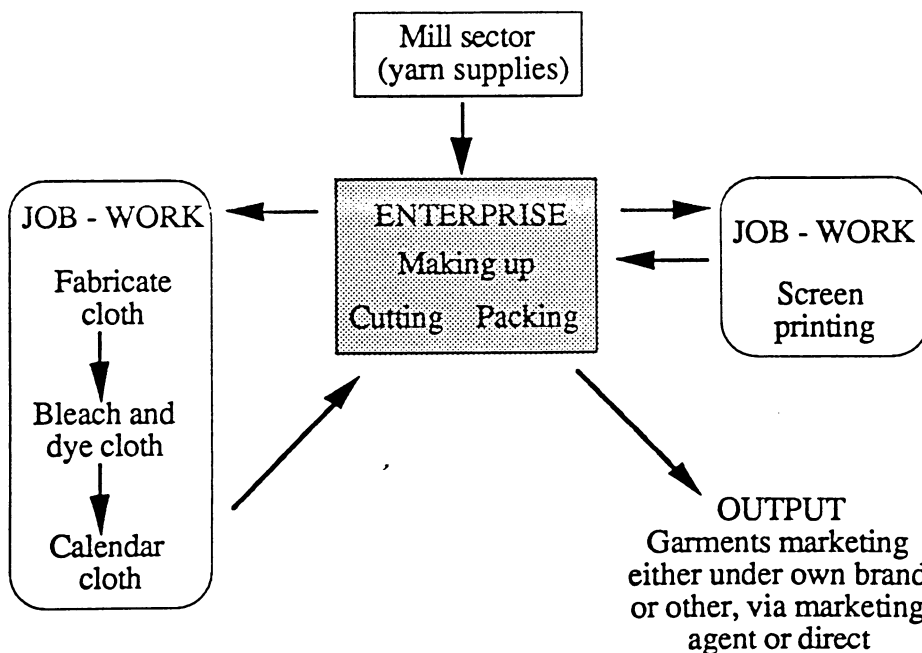 Mill sector
(yarn supplies)
JOB - WORK
Fabricate
cloth
Bleach and
dye cloth
Calendar
cloth
ENTERPRISE
Making up
Cutting Packing
JOB - WORK
Screen
printing
OUTPUT
Garments marketing
either under own brand
or other, via marketing
agent or direct